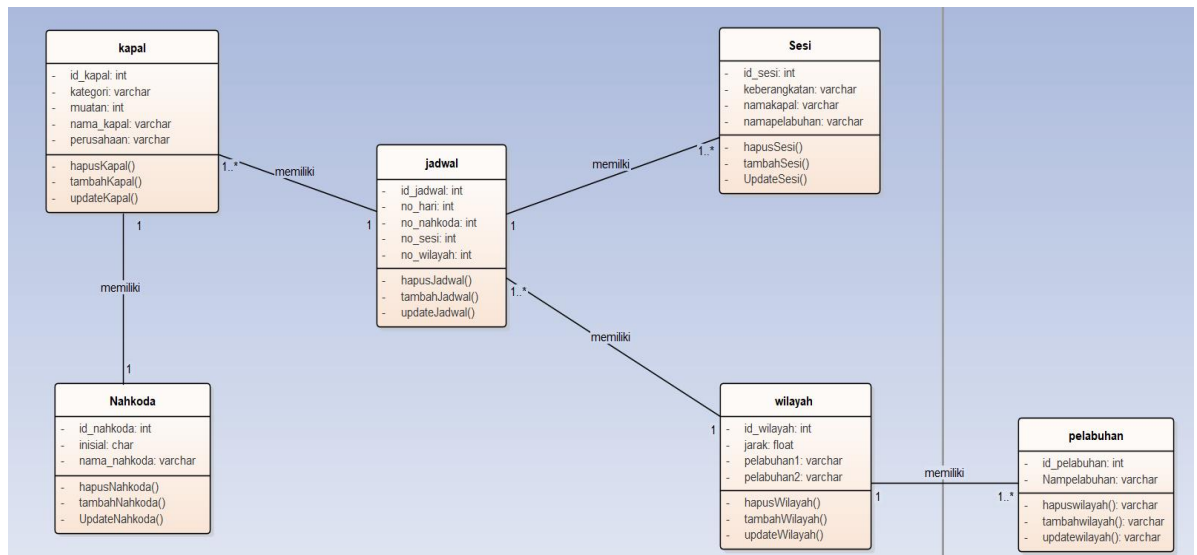 kapal
- id_kapal: int
- kategori: varchar
- muatan: int
- nama_kapal: varchar
- perusahaan: varchar
- hapusKapal()
- tambahKapal()
- updateKapal()
1..*
memiliki
1
1
memiliki
1
Nahkoda
- id_nahkoda: int
- inisial: char
- nama_nahkoda: varchar
- hapusNahkoda()
- tambahNahkoda()
- UpdateNahkoda()
jadwal
- id_jadwal: int
- no_hari: int
- no_nahkoda: int
- no_sesi: int
- no_wilayah: int
- hapusJadwal()
- tambahJadwal()
- updateJadwal()
1
memilki
1..*
Sesi
- id_sesi: int
- keberangkatan: varchar
- namakapal: varchar
- namapelabuhan: varchar
- hapusSesi()
- tambahSesi()
- UpdateSesi()
1..*
memiliki
1
wilayah
- id_wilayah: int
- jarak: float
- pelabuhan1: varchar
- pelabuhan2: varchar
- hapusWilayah()
- tambahWilayah()
- updateWilayah()
1
memiliki
1..*
pelabuhan
- id_pelabuhan: int
- Nampelabuhan: varchar
- hapuswilayah(): varchar
- tambahwilayah(): varchar
- updatewilayah(): varchar